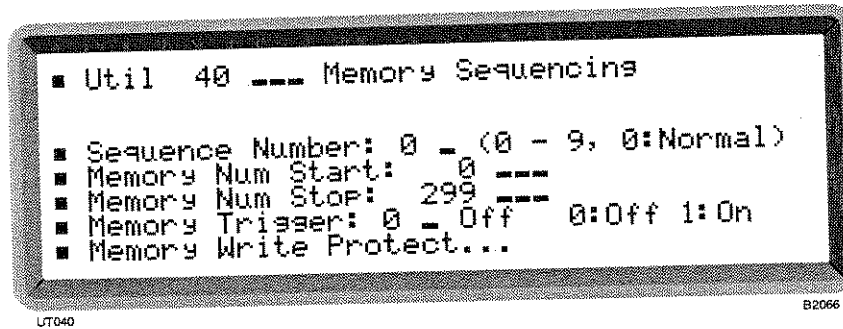 ■ Util 40 ___ Memory Sequencing
■ Sequence Number: 0 _ (0 - 9, 0:Normal)
■ Memory Num Start: 0 ___
■ Memory Num Stop: 299 ___
■ Memory Trigger: 0 _ Off 0:Off 1:On
■ Memory Write Protect...
UT040
B2066